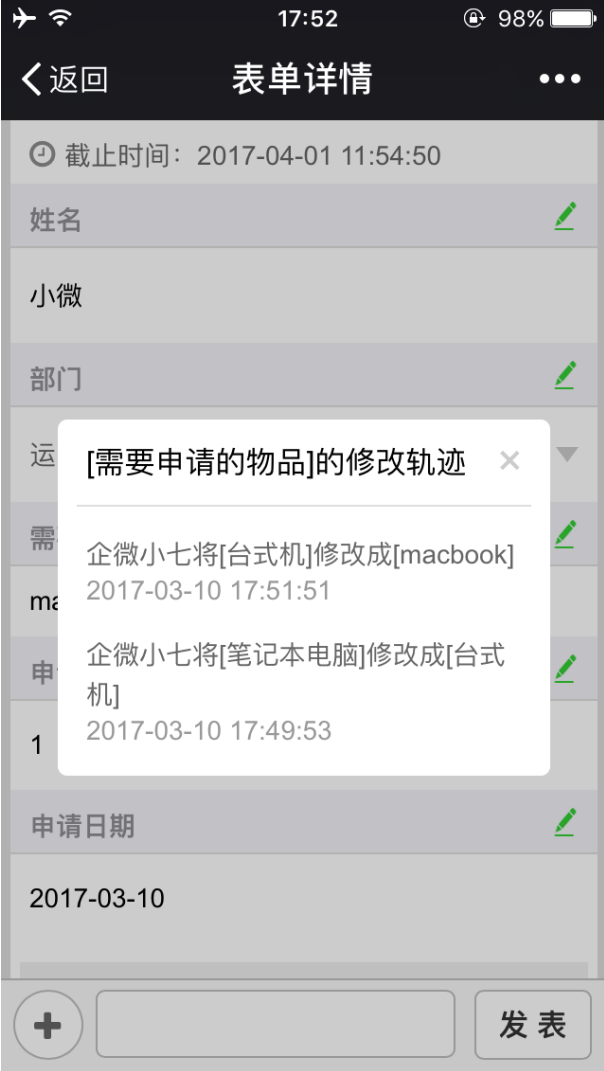 17:52
98%
返回
表单详情
截止时间：2017-04-01 11:54:50
姓名
小微
部门
运
[需要申请的物品]的修改轨迹
需
企微小七将[台式机]修改成[macbook]
2017-03-10 17:51:51
ma
企微小七将[笔记本电脑]修改成[台式
机]
申
2017-03-10 17:49:53
1
申请日期
2017-03-10
发 表